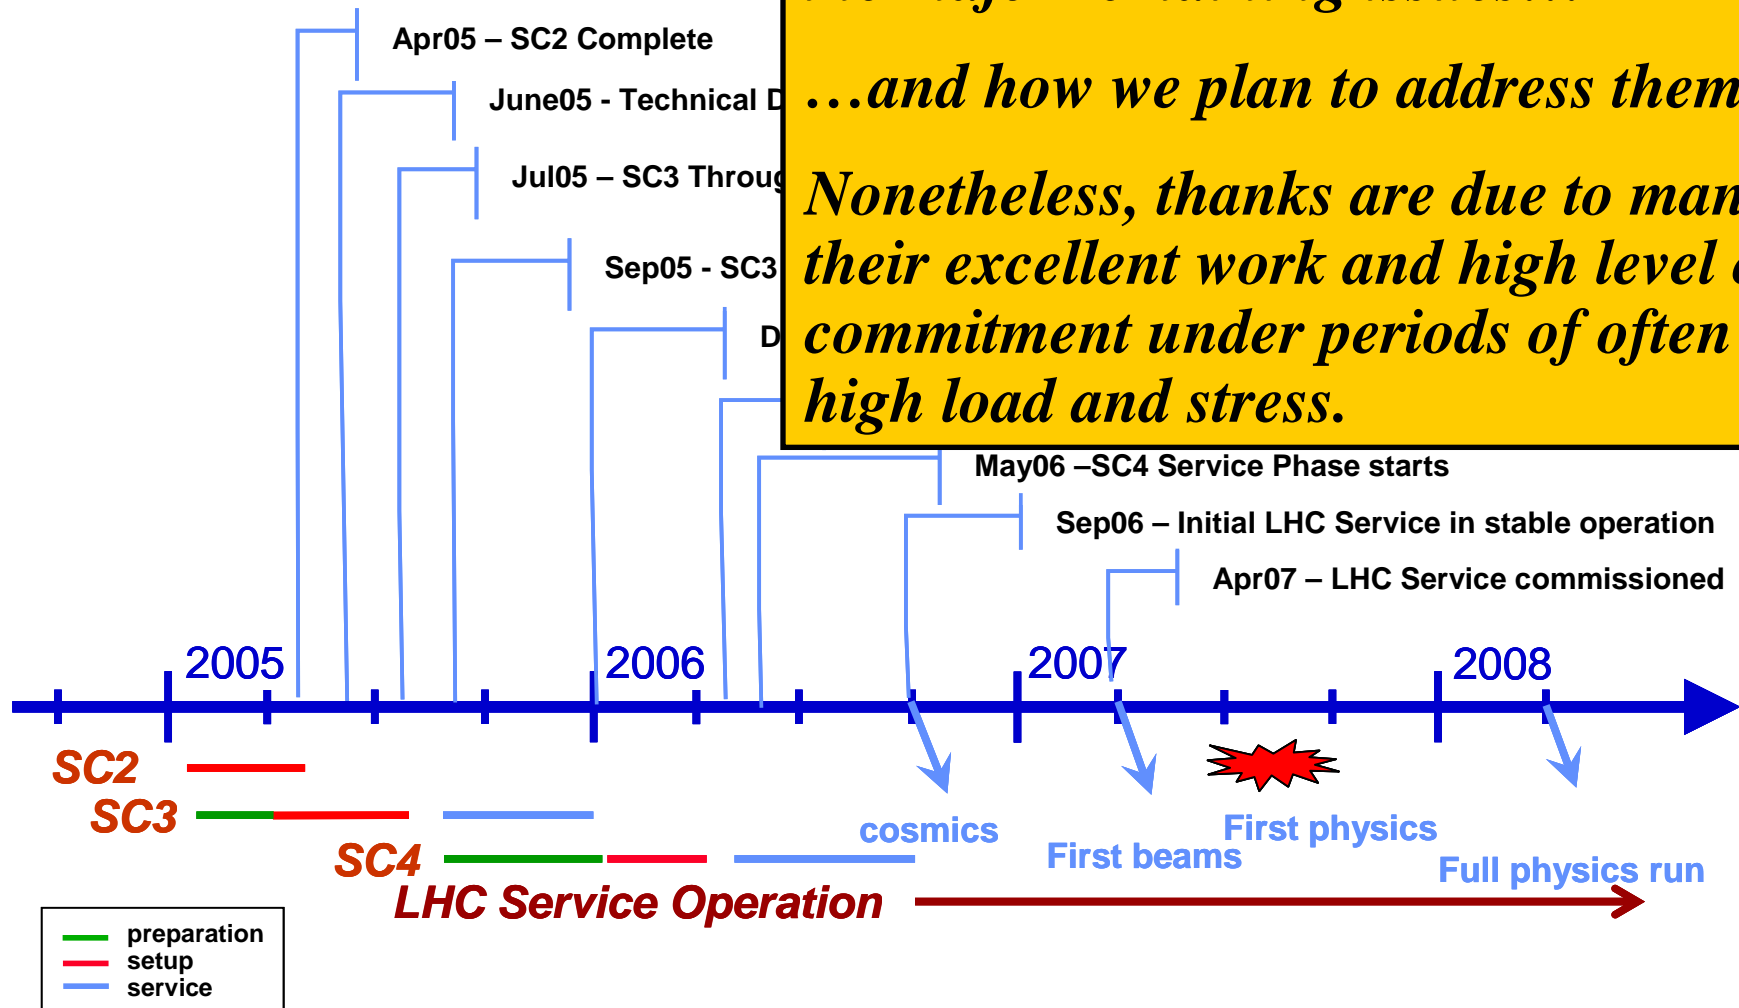 Apr05 – SC2 Complete
June05 - Technical
Jul05 – SC3
Sep05 - SC3
…and how we plan to address them
Nonetheless, thanks are due to
their excellent work and high level
commitment under periods of often
high load and stress.
May06 –SC4 Service Phase starts
Sep06 – Initial LHC Service in stable operation
Apr07 – LHC Service commissioned
2005
2006
2007
2008
SC2
SC3
SC4
LHC Service Operation
cosmics
First beams
First physics
Full physics run
preparation
setup
service